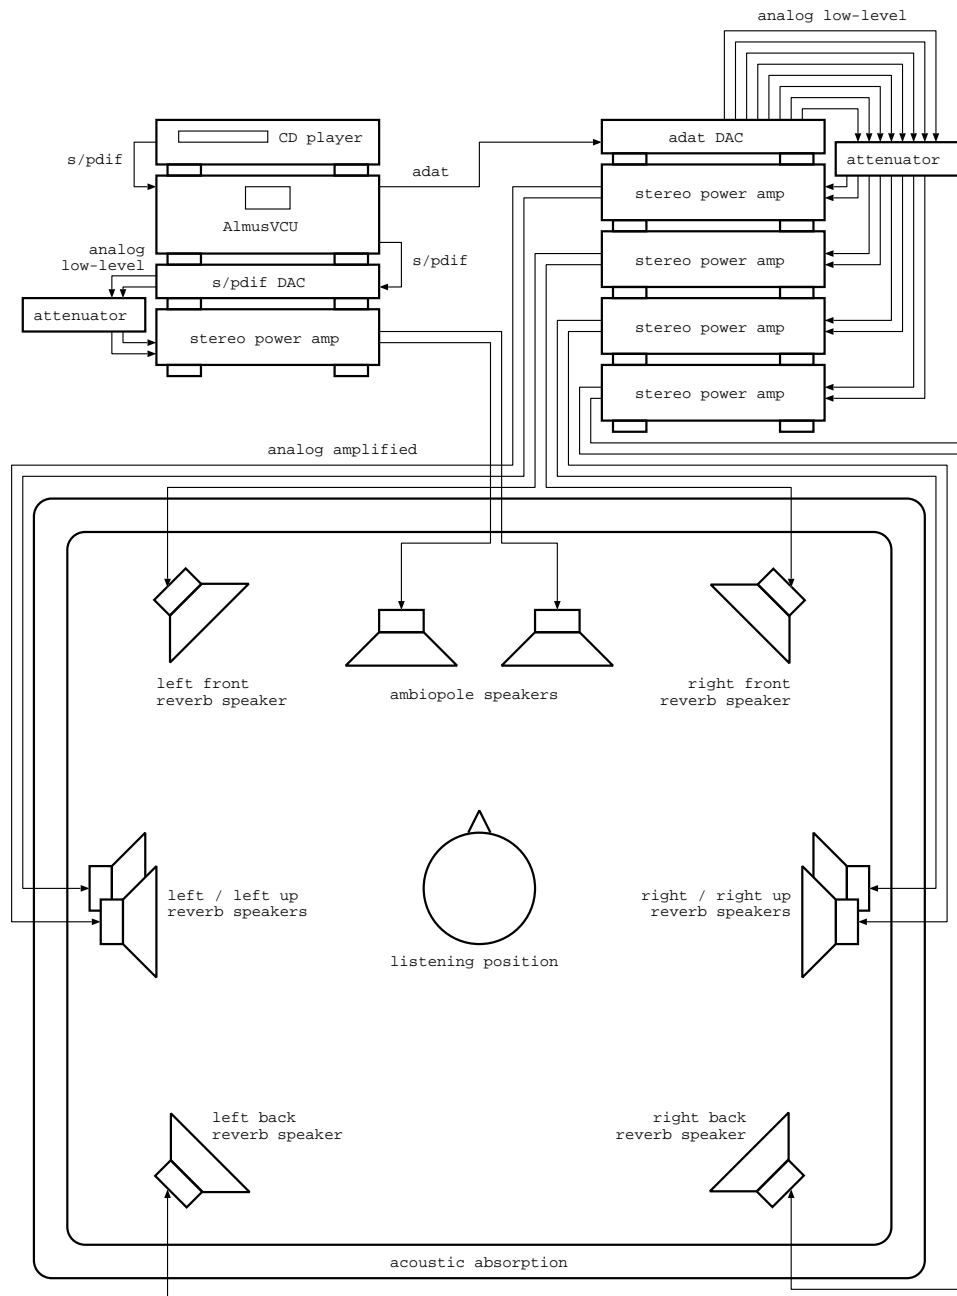 analog low-level
CD player
adat DAC
s/pdif
adat
attenuator
stereo power amp
AlmusVCU
analog
low-level
s/pdif
stereo power amp
s/pdif DAC
attenuator
stereo power amp
stereo power amp
stereo power amp
analog amplified
left front
reverb speaker
ambiopole speakers
right front
reverb speaker
left / left up
reverb speakers
right / right up
reverb speakers
listening position
left back
reverb speaker
right back
reverb speaker
acoustic absorption